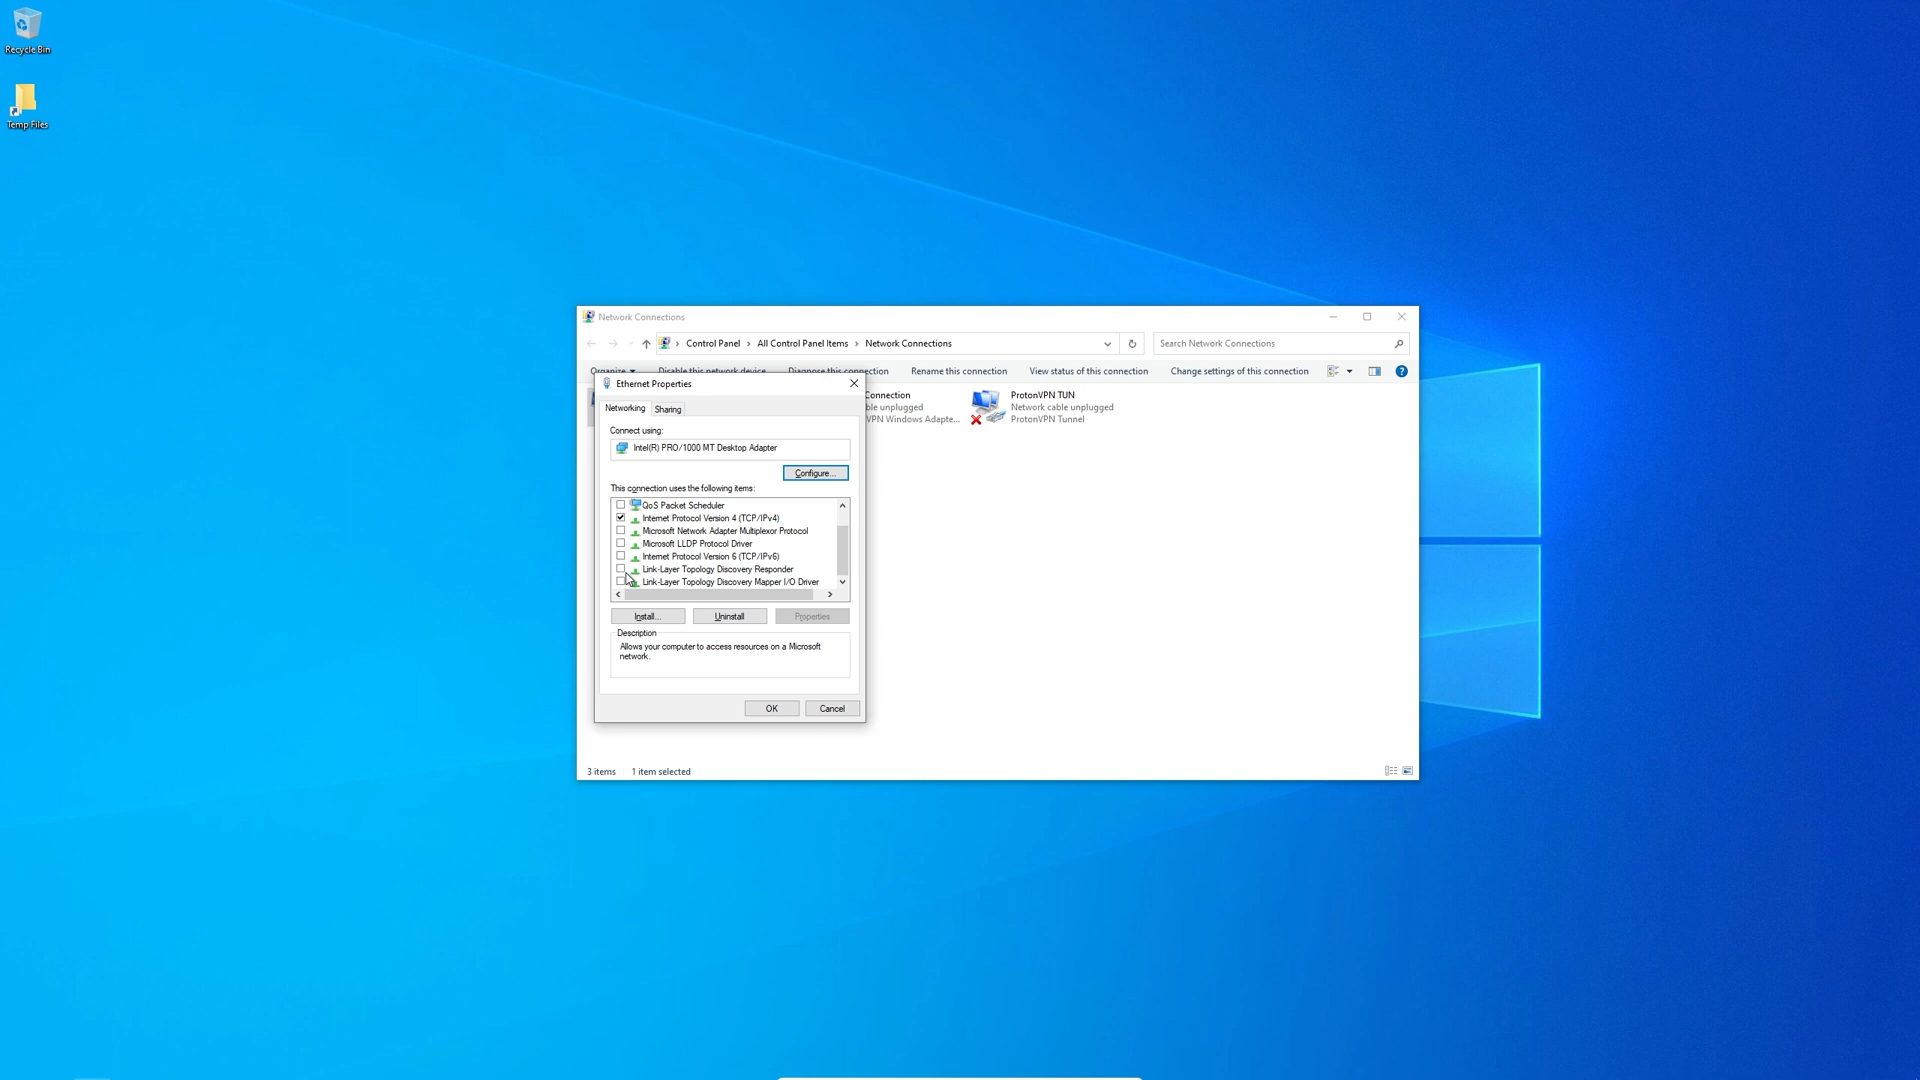 Recycle Bin
Temp Files
Network Connections
Control Panel
All Control Panel Items
Network Connections
Search Network Connections
Organize
Disable this network device
Diagnose this connection
Rename this connection
View status of this connection
Change settings of this connection
Ethernet Properties
Networking
Sharing
Connect using:
Intel(R) PRO/1000 MT Desktop Adapter
Configure...
This connection uses the following items:
QoS Packet Scheduler
Internet Protocol Version 4 (TCP/IPv4)
Microsoft Network Adapter Multiplexor Protocol
Microsoft LLDP Protocol Driver
Internet Protocol Version 6 (TCP/IPv6)
Link-Layer Topology Discovery Responder
Link-Layer Topology Discovery Mapper I/O Driver
Install...
Uninstall
Properties
Description
Allows your computer to access resources on a Microsoft
network.
OK
Cancel
Connection
ble unplugged
VPN Windows Adapte...
ProtonVPN TUN
Network cable unplugged
ProtonVPN Tunnel
3 items
1 item selected